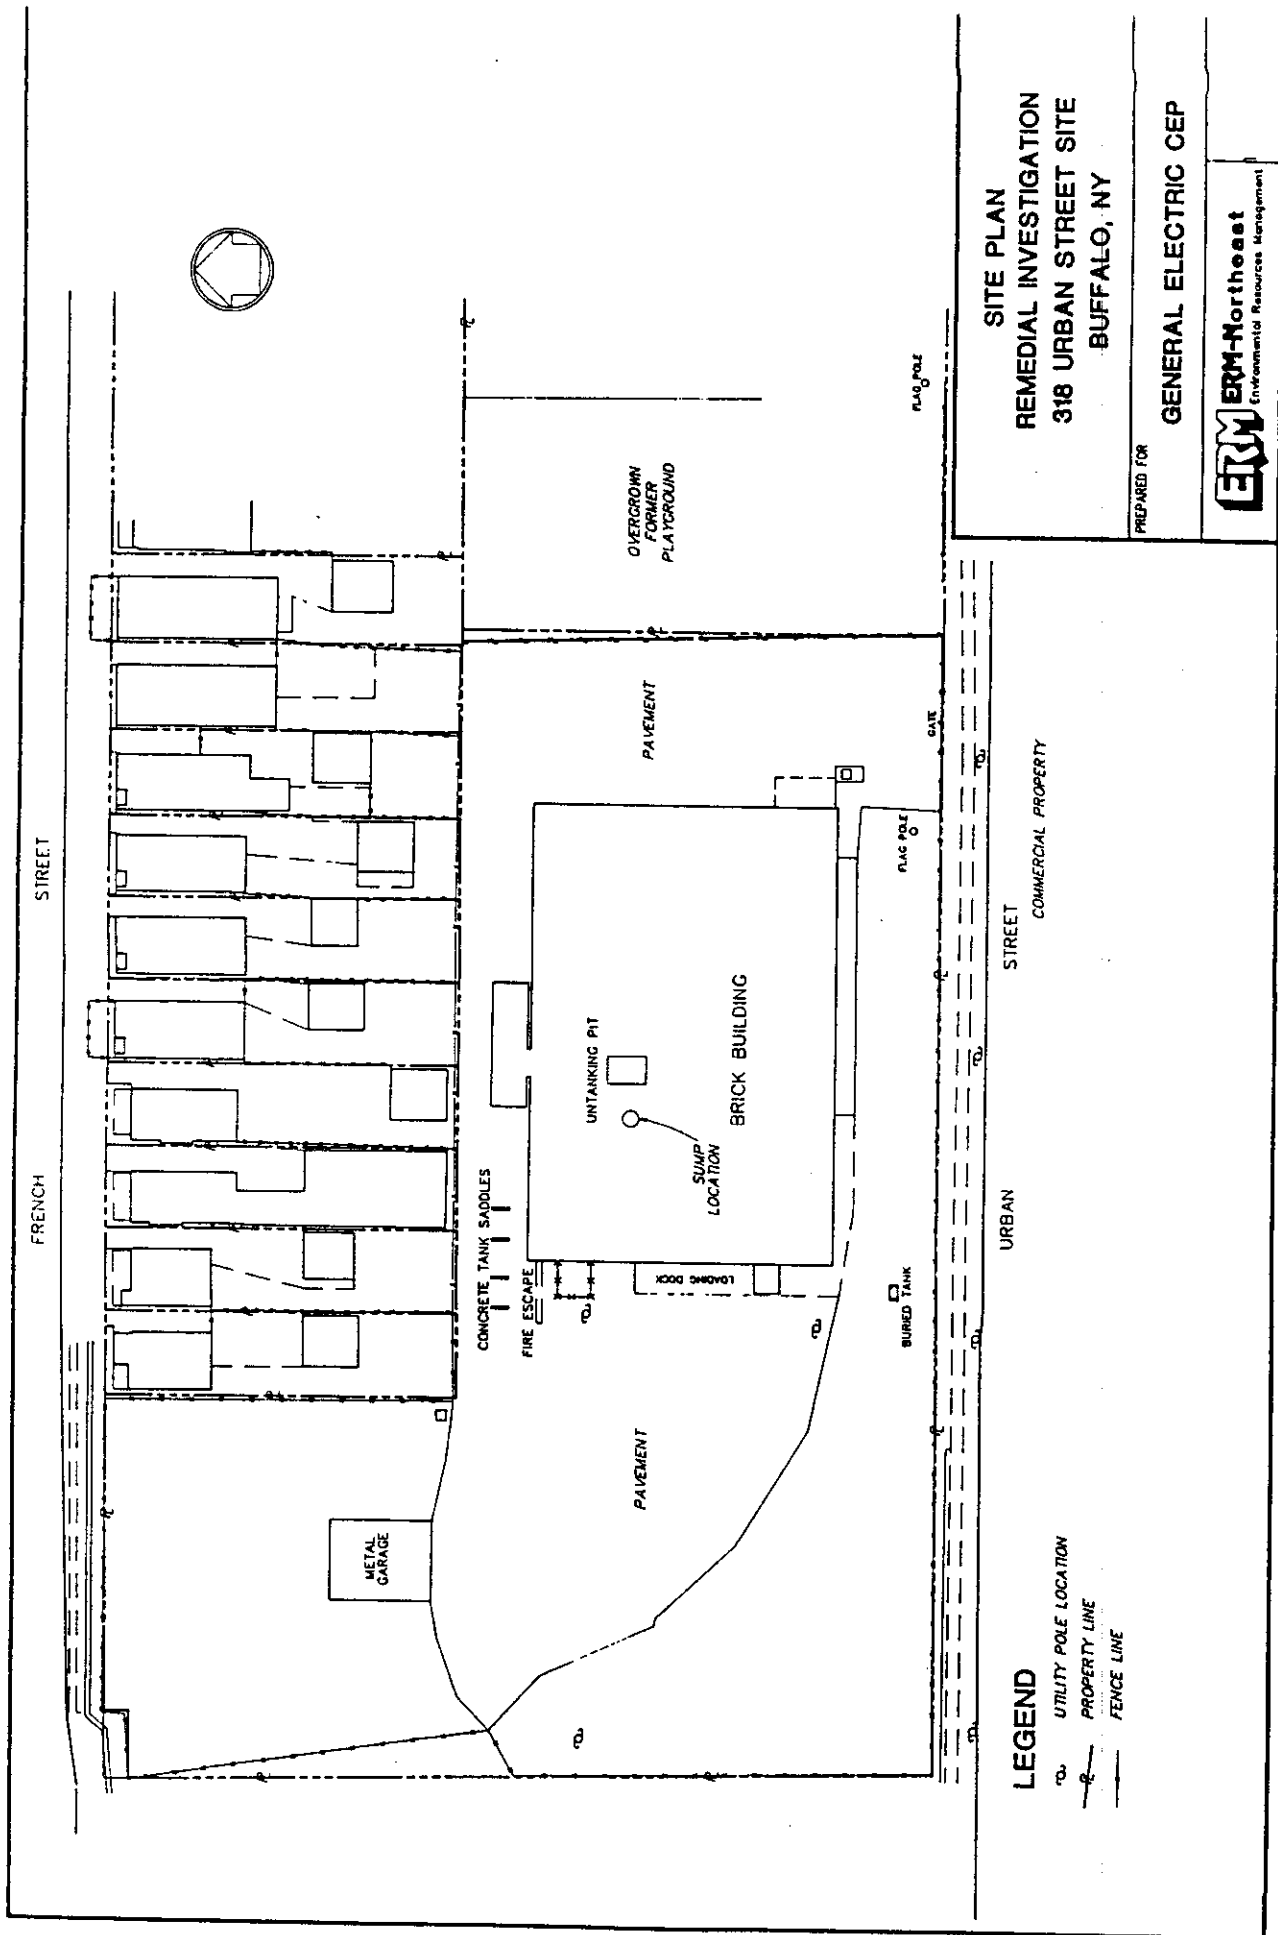 FRENCH STREET
METAL
GARAGE
CONCRETE TANK SADDLES
FIRE ESCAPE
UNTANKING PIT
SUMP
LOCATION
BRICK BUILDING
LOADING DOCK
PAVEMENT
PAVEMENT
OVERGROWN
FORMER
PLAYGROUND
BURIED TANK
FLAG POLE
GATE
FLAG POLE
URBAN STREET
COMMERCIAL PROPERTY
LEGEND
UTILITY POLE LOCATION
PROPERTY LINE
FENCE LINE
SITE PLAN
REMEDIAL INVESTIGATION
318 URBAN STREET SITE
BUFFALO, NY
PREPARED FOR
GENERAL ELECTRIC CEP
ERM ERM-Northeast
Environmental Resources Management